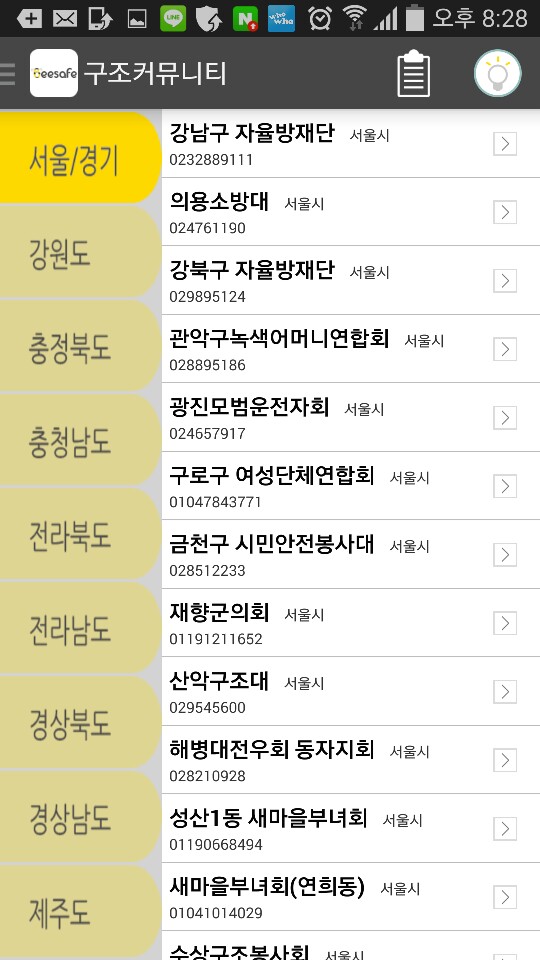 LINE
N
who
who
오후 8:28
Beesafe
구조커뮤니티
서울/경기
강원도
충정북도
충청남도
전라북도
전라남도
경상북도
경상남도
제주도
강남구 자율방재단 서울시
0232889111
의용소방대 서울시
024761190
강북구 자율방재단 서울시
029895124
관악구녹색어머니연합회 서울시
028895186
광진모범운전자회 서울시
024657917
구로구 여성단체연합회 서울시
01047843771
금천구 시민안전봉사대 서울시
028512233
재향군의회 서울시
01191211652
산악구조대 서울시
029545600
해병대전우회 동자지회 서울시
028210928
성산1동 새마을부녀회 서울시
01190668494
새마을부녀회(연희동) 서울시
01041014029
수상구조봉사회 서울시